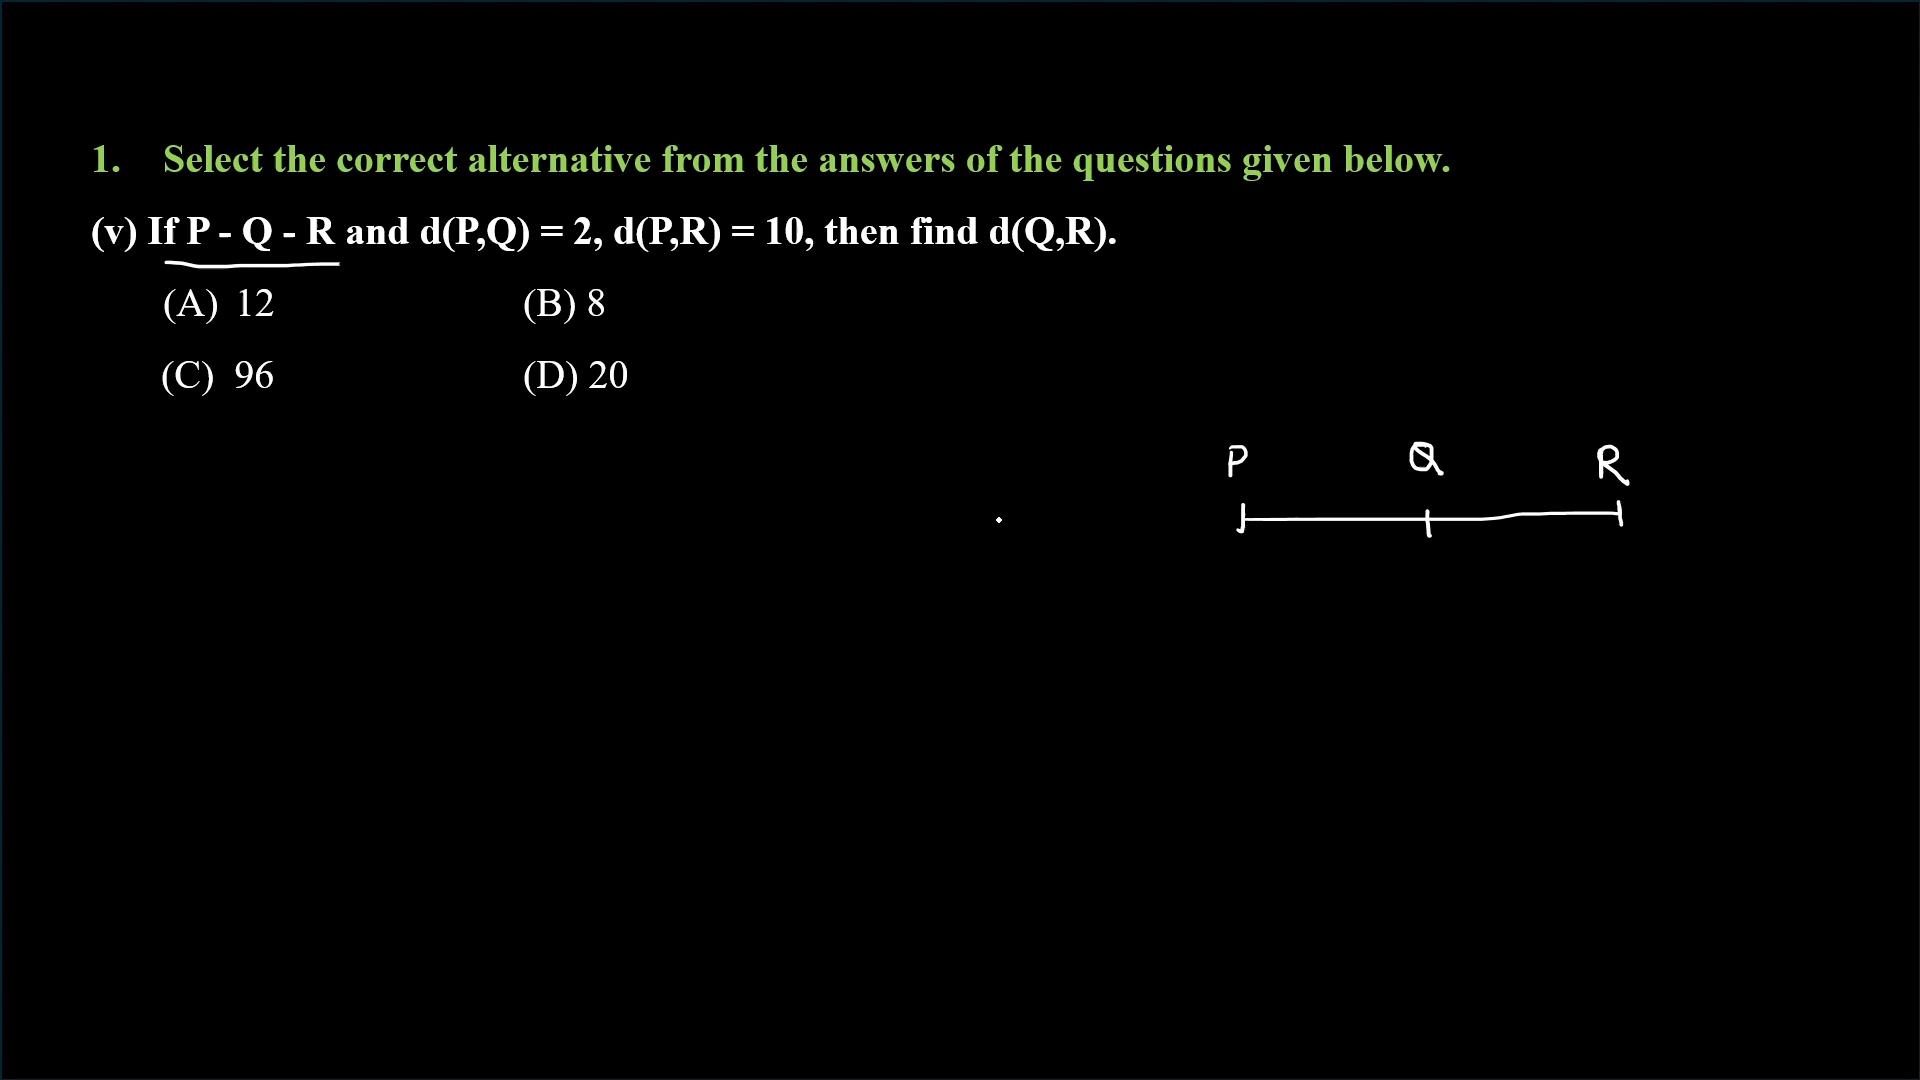 1. Select the correct alternative from the answers of the questions given below.
(v) If P - Q - R and d(P,Q) = 2, d(P,R) = 10, then find d(Q,R).
(A) 12 (B) 8
(C) 96 (D) 20
P Q R